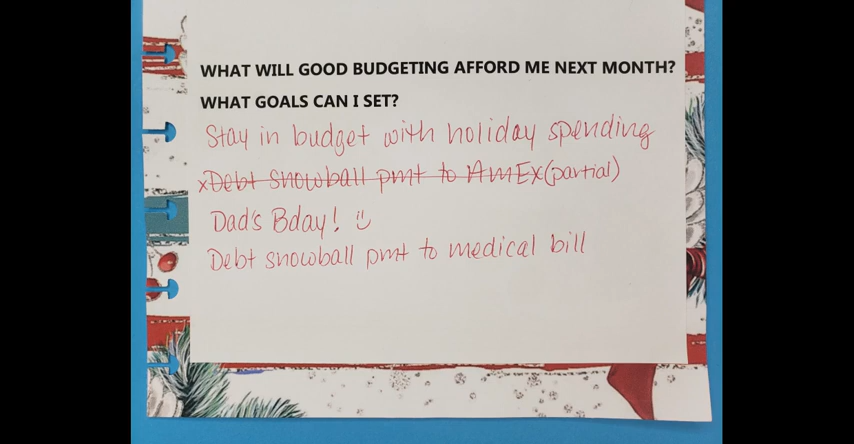 WHAT WILL GOOD BUDGETING AFFORD ME NEXT MONTH?
WHAT GOALS CAN I SET?
Stay in budget with holiday spending
x Debt snowball pmt to AmEx (partial)
Dad's Bday! :)
Debt snowball pmt to medical bill